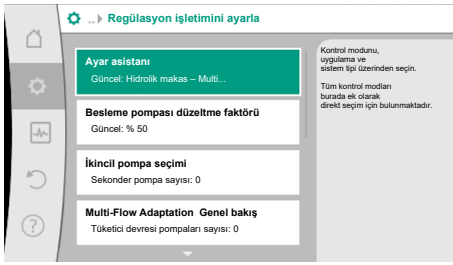 ..▸ Regülasyon işletimini ayarla
Ayar asistanı
Güncel: Hidrolik makas – Multi...
Besleme pompası düzeltme faktörü
Güncel: % 50
İkincil pompa seçimi
Sekonder pompa sayısı: 0
Multi-Flow Adaptation Genel bakış
Tüketici devresi pompaları sayısı: 0
Kontrol modunu,
uygulama ve
sistem tipi üzerinden seçin.
Tüm kontrol modları
burada ek olarak
direkt seçim için bulunmaktadır.
?